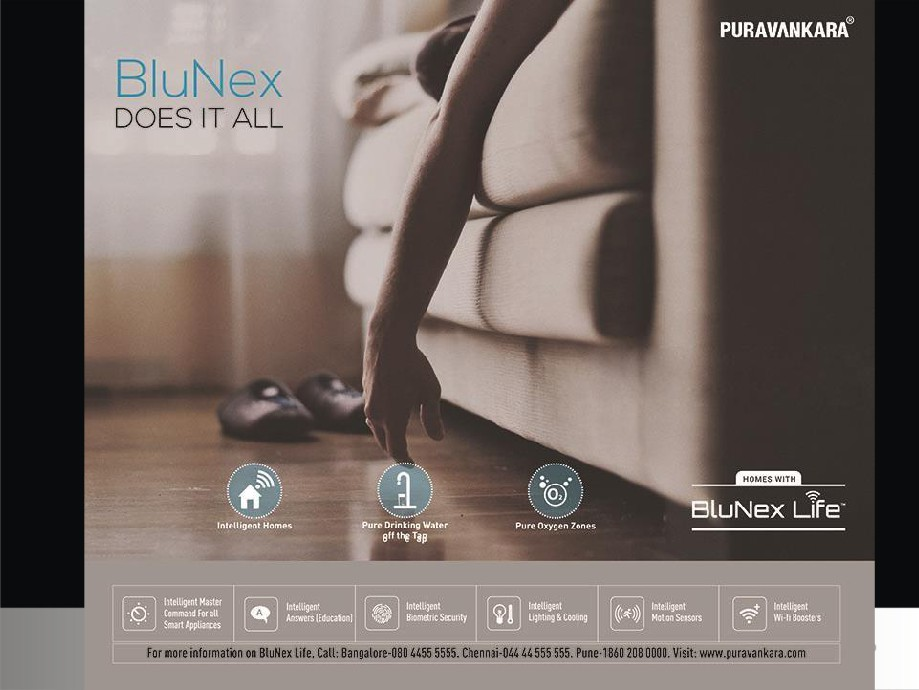 PURAVANKARA®
BluNex
DOES IT ALL
Intelligent Homes
Pure Drinking Water
off the Tap
Pure Oxygen Zones
O₂
HOMES WITH
BluNex Life™
Intelligent Master
Command For all
Smart Appliances
A
Intelligent
Answers (Education)
Intelligent
Biometric Security
Intelligent
Lighting & Cooling
Intelligent
Motion Sensors
Intelligent
Wi-Fi Boosters
For more information on BluNex Life, Call: Bangalore-080 4455 5555. Chennai-044 44 555 555. Pune-1860 208 0000. Visit: www.puravankara.com